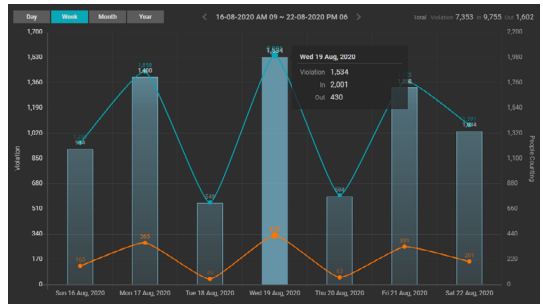 Day Week Month Year
16-08-2020 AM 09 ~ 22-08-2020 PM 06
Total Violation 7,353 In 9,755 Out 1,602
1,700 2,200
1,530 1,980
1,360 1,760
1,190 1,540
1,020 1,320
850 1,100
680 880
510 660
340 440
170 220
0 0
Violation
People Counting
1,400
1,534
594
365
Wed 19 Aug, 2020
Violation 1,534
In 2,001
Out 430
Sun 16 Aug, 2020 Mon 17 Aug, 2020 Tue 18 Aug, 2020 Wed 19 Aug, 2020 Thu 20 Aug, 2020 Fri 21 Aug, 2020 Sat 22 Aug, 2020